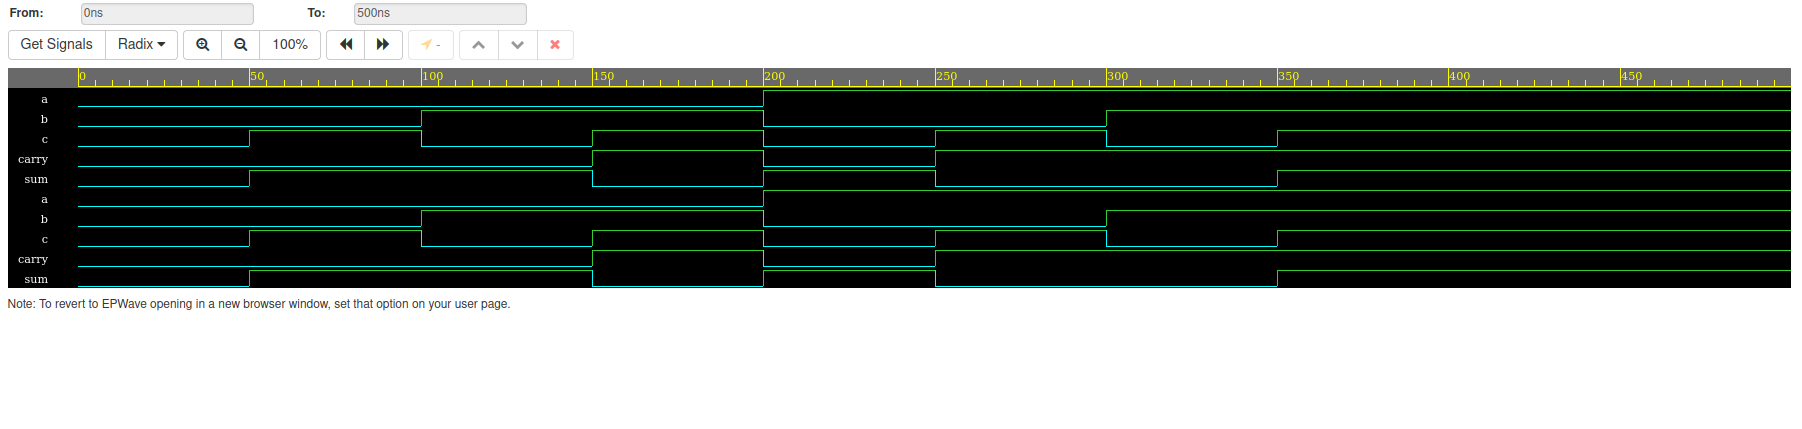 From: 0ns To: 500ns
Get Signals Radix 100% -
0 50 100 150 200 250 300 350 400 450
a
b
c
carry
sum
a
b
c
carry
sum
Note: To revert to EPWave opening in a new browser window, set that option on your user page.